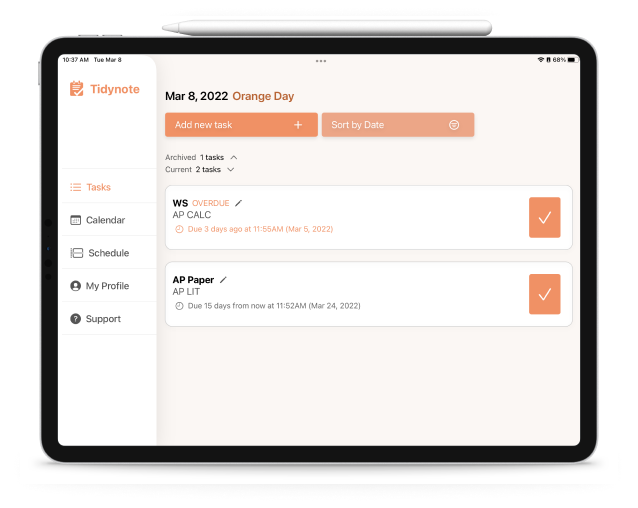 10:37 AM Tue Mar 8
68%
Tidynote
Mar 8, 2022 Orange Day
Add new task
Sort by Date
Archived 1 tasks
Current 2 tasks
Tasks
Calendar
Schedule
My Profile
Support
WS OVERDUE
AP CALC
Due 3 days ago at 11:55AM (Mar 5, 2022)
AP Paper
AP LIT
Due 15 days from now at 11:52AM (Mar 24, 2022)